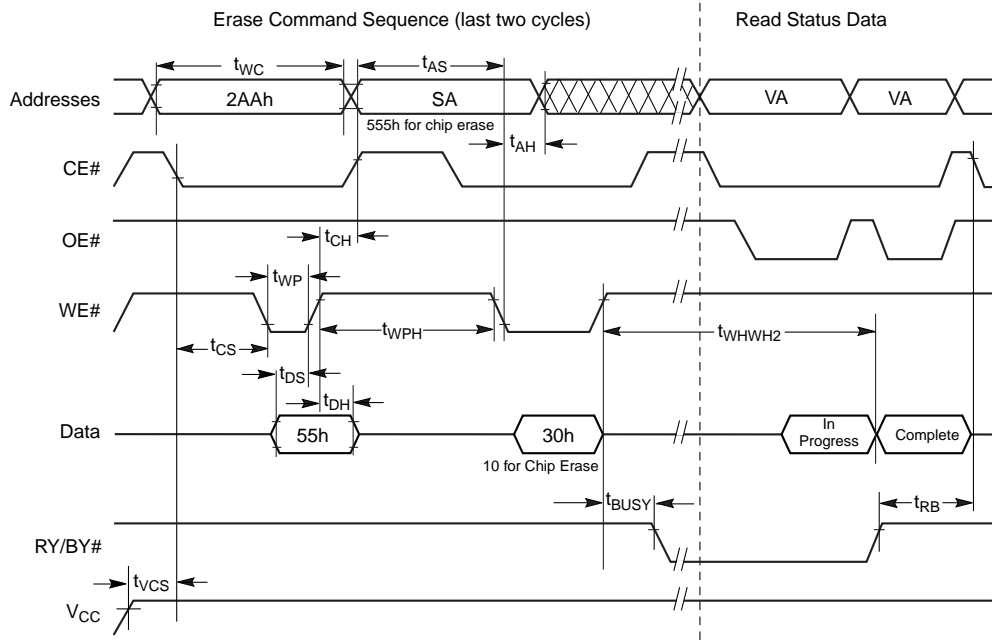 Erase Command Sequence (last two cycles)
Read Status Data
tWC
tAS
Addresses
2AAh
SA
VA
VA
555h for chip erase
tAH
CE#
OE#
tCH
tWP
WE#
tWPH
tWHWH2
tCS
tDS
tDH
Data
55h
30h
In
Progress
Complete
10 for Chip Erase
tBUSY
tRB
RY/BY#
tVCS
VCC